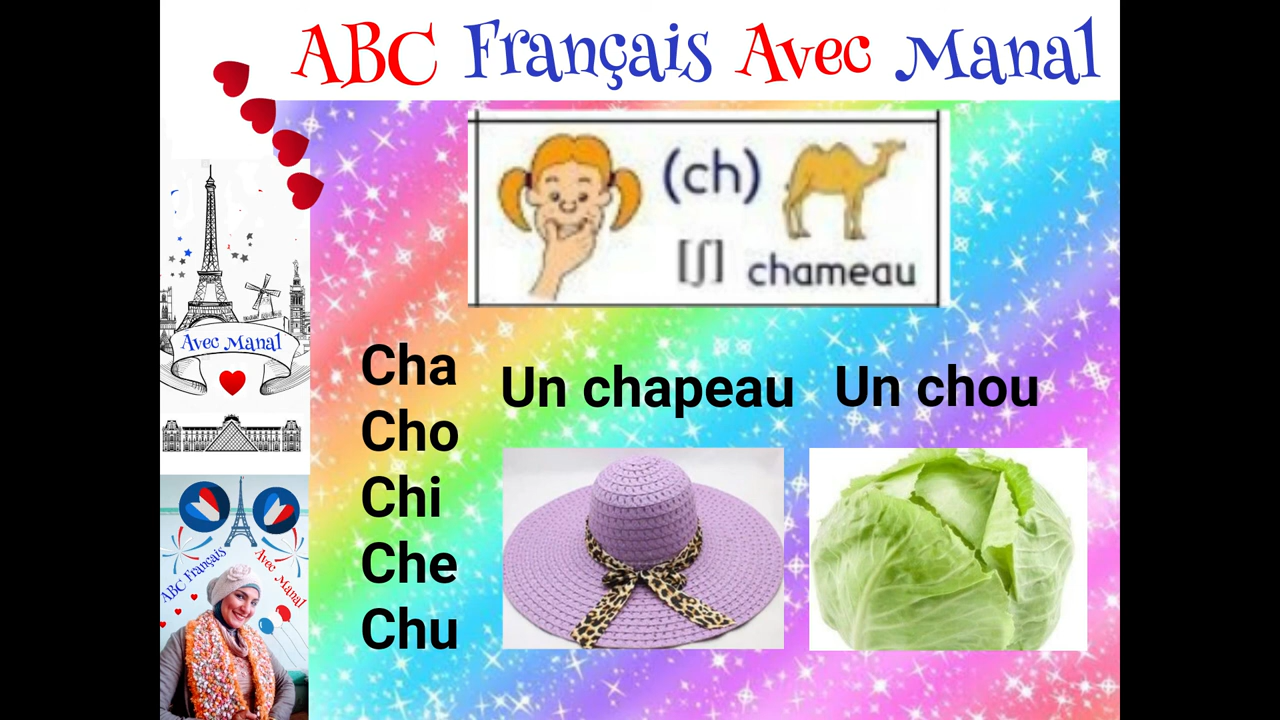 ABC Français Avec Manal
(ch)
[ʃ] chameau
Avec Manal
Cha
Cho
Chi
Che
Chu
Un chapeau
Un chou
ABC Français
Avec Manal